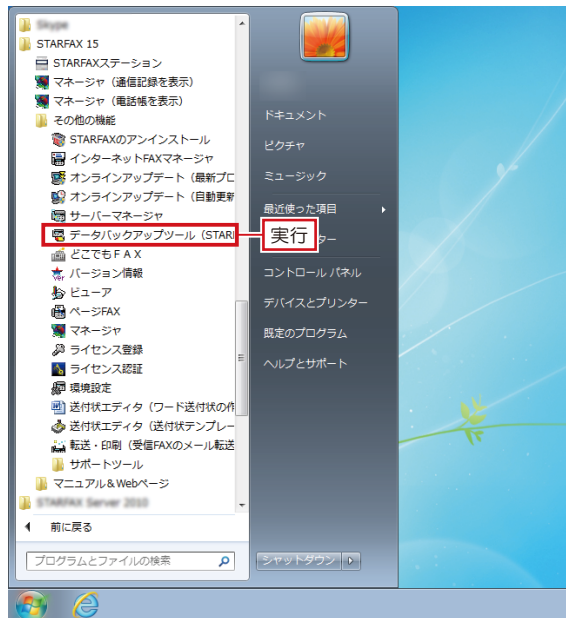 Skype
STARFAX 15
STARFAXステーション
マネージャ（通信記録を表示）
マネージャ（電話帳を表示）
その他の機能
STARFAXのアンインストール
インターネットFAXマネージャ
オンラインアップデート（最新プロ
オンラインアップデート（自動更新
サーバーマネージャ
データバックアップツール（STAR
どこでもＦＡＸ
バージョン情報
ビューア
ページFAX
マネージャ
ライセンス登録
ライセンス認証
環境設定
送付状エディタ（ワード送付状の作
送付状エディタ（送付状テンプレー
転送・印刷（受信FAXのメール転送
サポートツール
マニュアル＆Webページ
STARFAX Server 2010
前に戻る
プログラムとファイルの検索
ドキュメント
ピクチャ
ミュージック
最近使った項目
実行
ター
コントロール パネル
デバイスとプリンター
既定のプログラム
ヘルプとサポート
シャットダウン